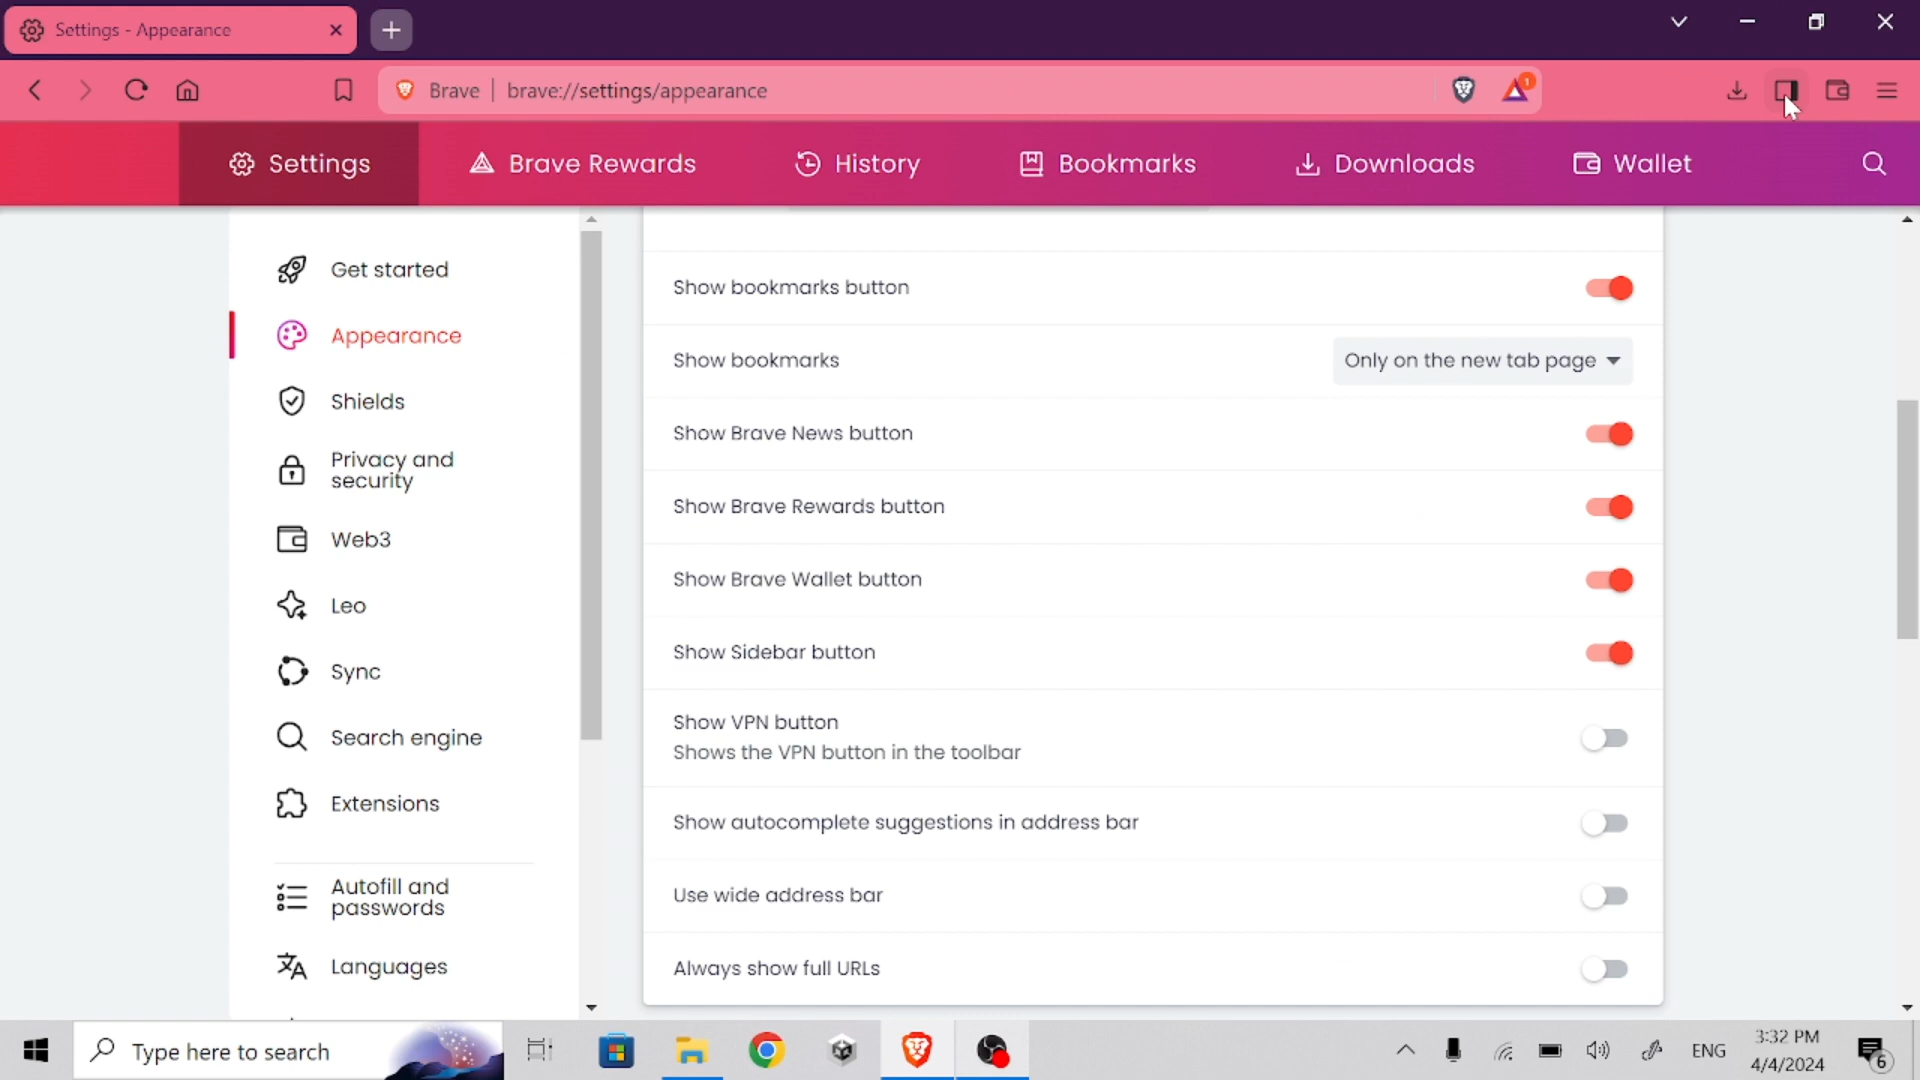 Settings - Appearance
Brave | brave://settings/appearance
1
Settings
Brave Rewards
History
Bookmarks
Downloads
Wallet
Get started
Appearance
Shields
Privacy and
security
Web3
Leo
Sync
Search engine
Extensions
Autofill and
passwords
Languages
Show bookmarks button
Show bookmarks
Only on the new tab page
Show Brave News button
Show Brave Rewards button
Show Brave Wallet button
Show Sidebar button
Show VPN button
Shows the VPN button in the toolbar
Show autocomplete suggestions in address bar
Use wide address bar
Always show full URLs
Type here to search
ENG
3:32 PM
4/4/2024
6